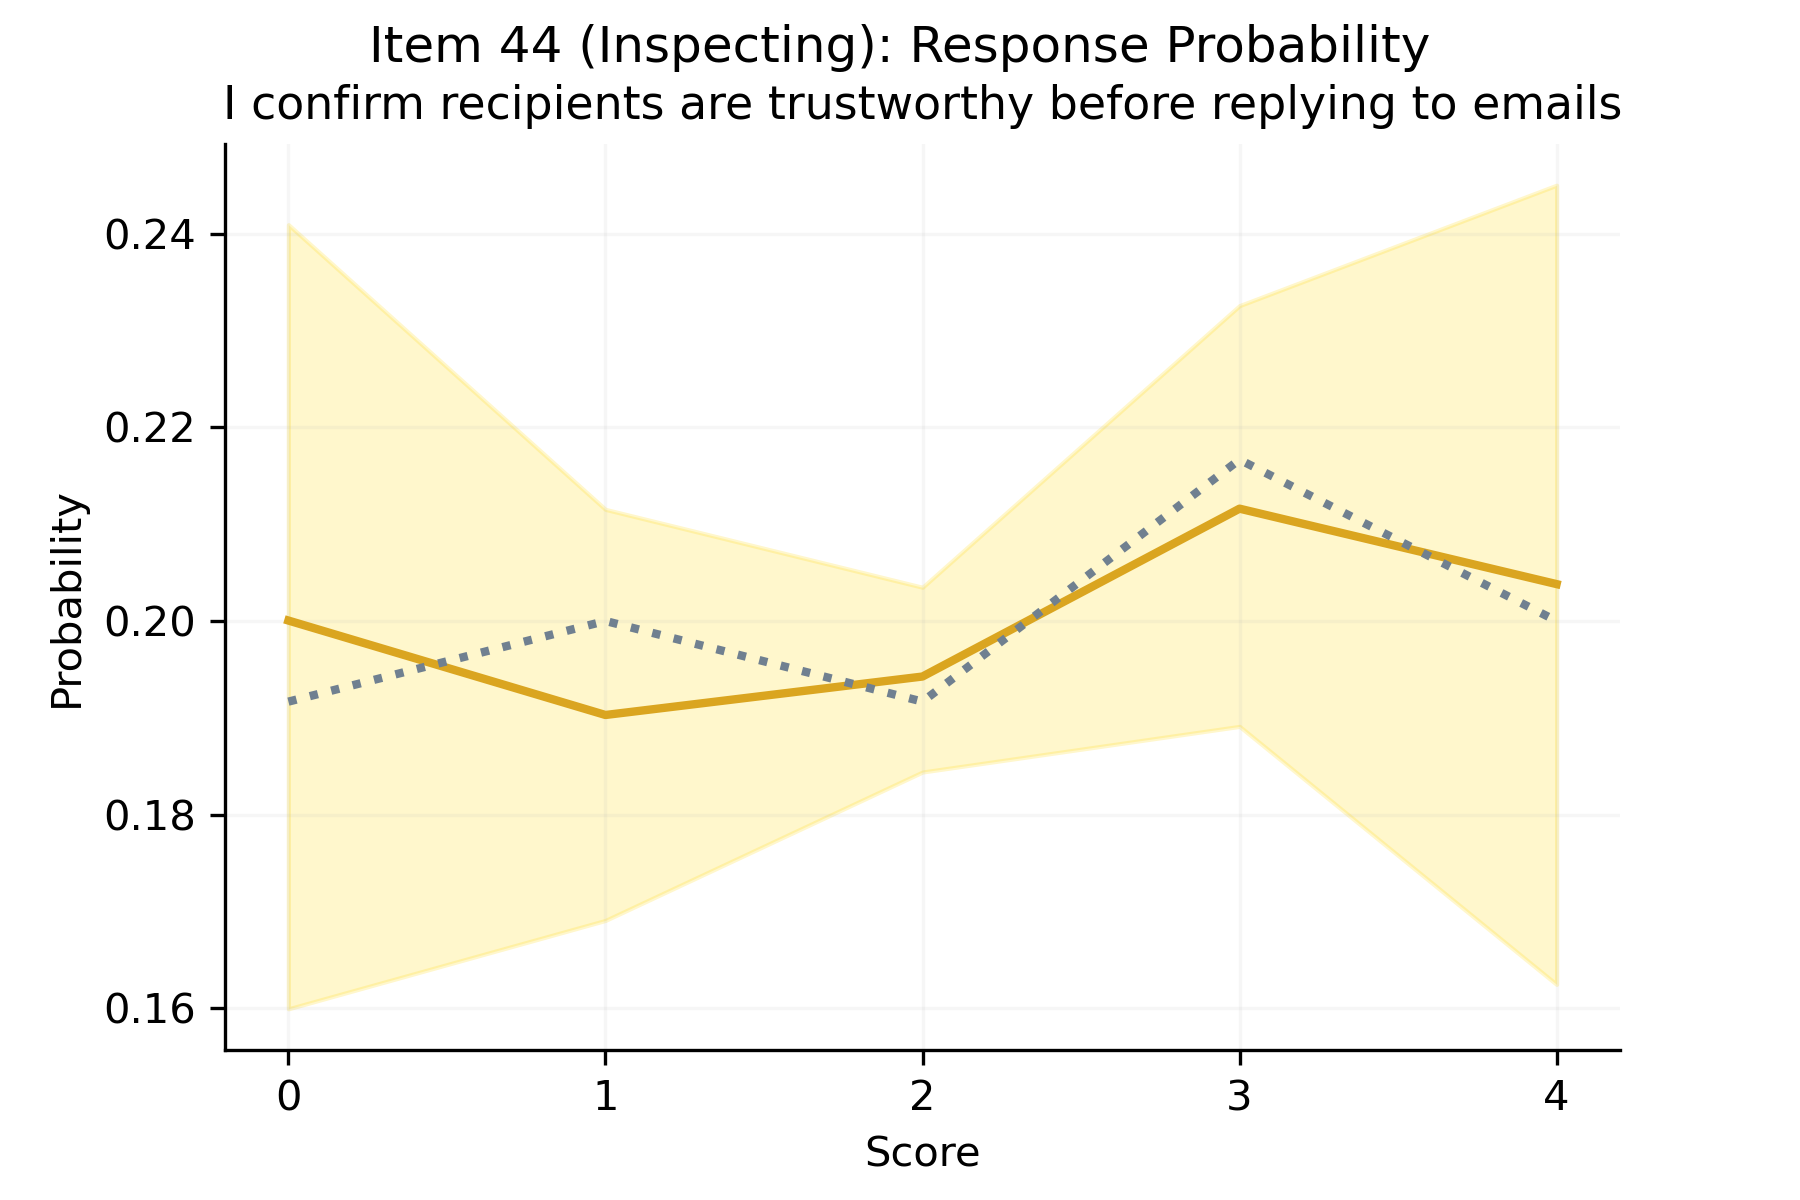 Item 44 (Inspecting): Response Probability
I confirm recipients are trustworthy before replying to emails
Probability
0.24
0.22
0.20
0.18
0.16
0 1 2 3 4
Score